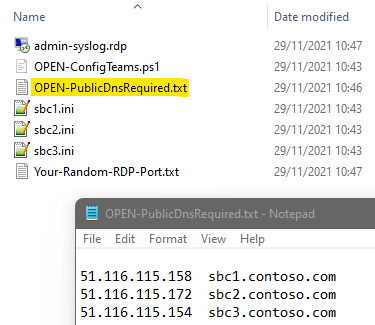 Name Date modified
admin-syslog.rdp 29/11/2021 10:47
OPEN-ConfigTeams.ps1 29/11/2021 10:47
OPEN-PublicDnsRequired.txt 29/11/2021 10:46
sbc1.ini 29/11/2021 10:43
sbc2.ini 29/11/2021 10:43
sbc3.ini 29/11/2021 10:43
Your-Random-RDP-Port.txt 29/11/2021 10:47
OPEN-PublicDnsRequired.txt - Notepad
File Edit Format View Help
51.116.115.158 sbc1.contoso.com
51.116.115.172 sbc2.contoso.com
51.116.115.154 sbc3.contoso.com